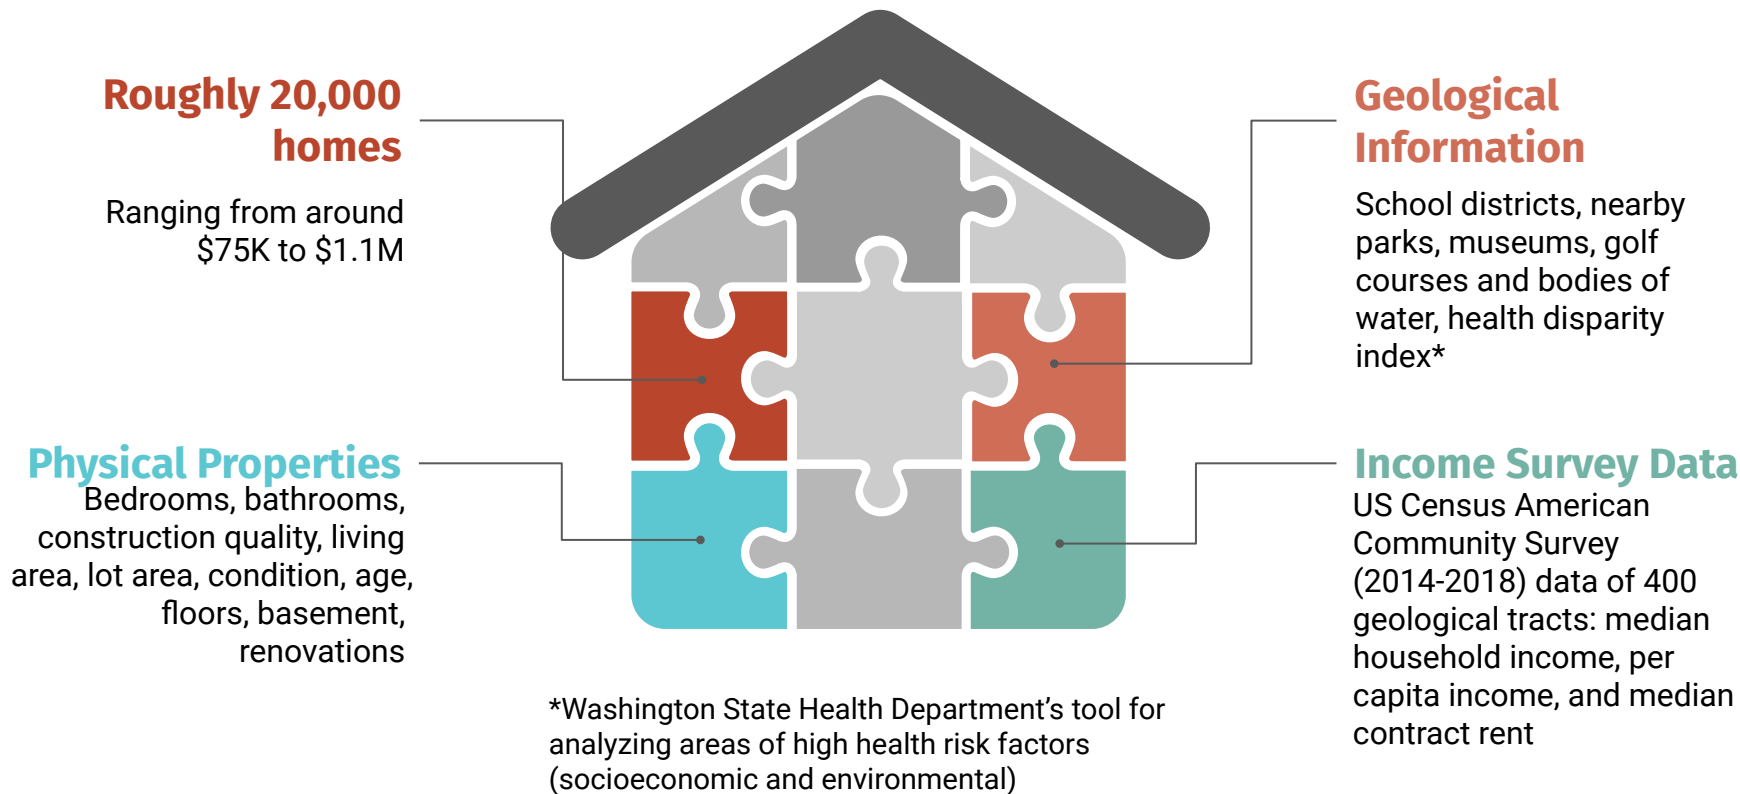 Roughly 20,000
homes
Ranging from around
$75K to $1.1M
Physical Properties
Bedrooms, bathrooms,
construction quality, living
area, lot area, condition, age,
floors, basement,
renovations
Geological
Information
School districts, nearby
parks, museums, golf
courses and bodies of
water, health disparity
index*
Income Survey Data
US Census American
Community Survey
(2014-2018) data of 400
geological tracts: median
household income, per
capita income, and median
contract rent
*Washington State Health Department’s tool for
analyzing areas of high health risk factors
(socioeconomic and environmental)